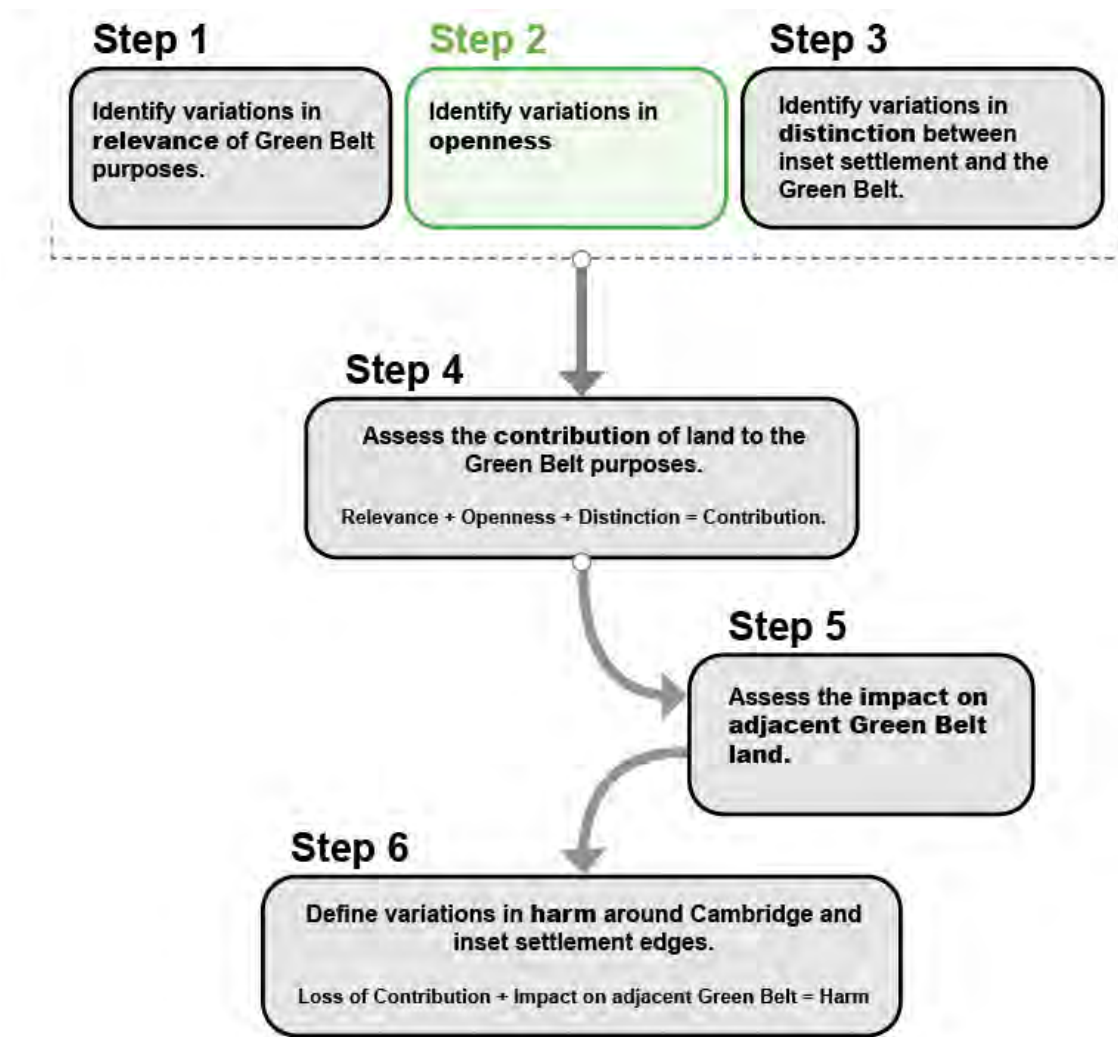 Step 1
Identify variations in
relevance of Green Belt
purposes.
Step 2
Identify variations in
openness
Step 3
Identify variations in
distinction between
inset settlement and the
Green Belt.
Step 4
Assess the contribution of land to the
Green Belt purposes.
Relevance + Openness + Distinction = Contribution.
Step 5
Assess the impact on
adjacent Green Belt
land.
Step 6
Define variations in harm around Cambridge and
inset settlement edges.
Loss of Contribution + Impact on adjacent Green Belt = Harm